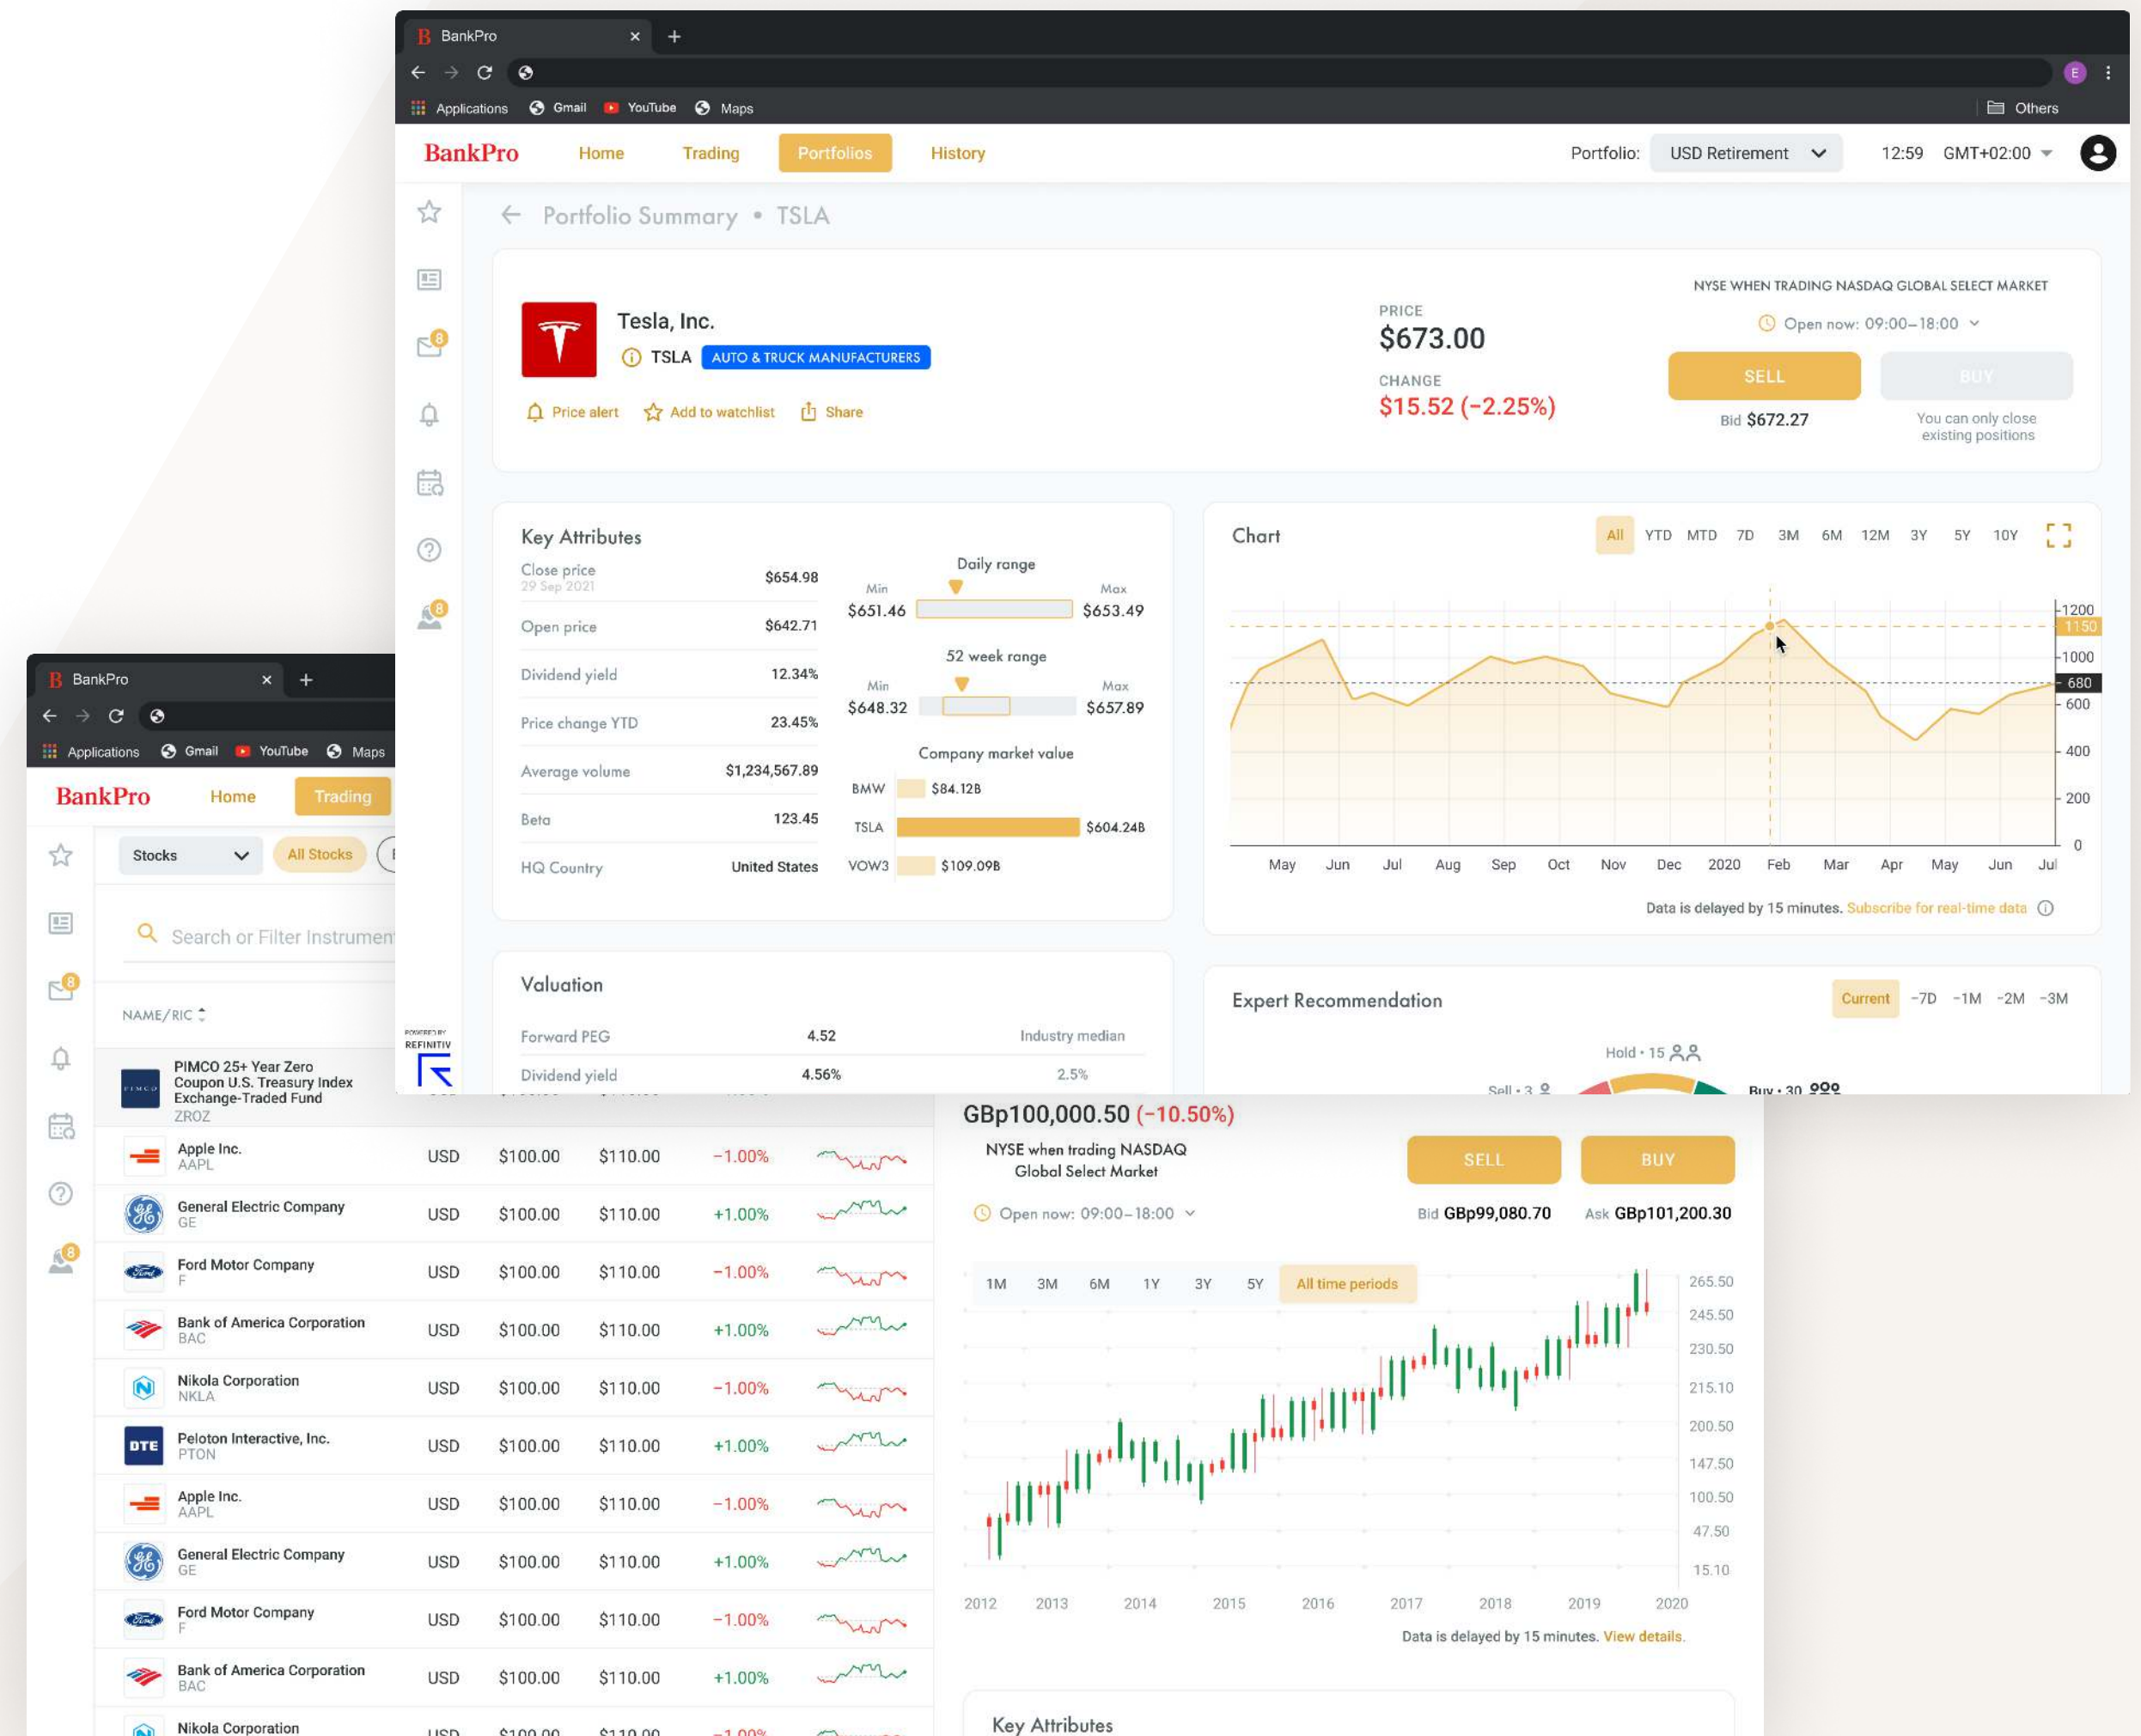 BankPro
Applications Gmail YouTube Maps Others
E
BankPro Home Trading Portfolios History Portfolio: USD Retirement 12:59 GMT+02:00
Portfolio Summary • TSLA
8
8
Tesla, Inc.
TSLA AUTO & TRUCK MANUFACTURERS
Price alert Add to watchlist Share
PRICE
$673.00
CHANGE
$15.52 (−2.25%)
NYSE WHEN TRADING NASDAQ GLOBAL SELECT MARKET
Open now: 09:00–18:00
SELL BUY
Bid $672.27
You can only close
existing positions
Key Attributes
Close price $654.98
29 Sep 2021
Open price $642.71
Dividend yield 12.34%
Price change YTD 23.45%
Average volume $1,234,567.89
Beta 123.45
HQ Country United States
Daily range
Min Max
$651.46 $653.49
52 week range
Min Max
$648.32 $657.89
Company market value
BMW $84.12B
TSLA $604.24B
VOW3 $109.09B
Chart All YTD MTD 7D 3M 6M 12M 3Y 5Y 10Y
1200
1150
1000
680
600
400
200
0
May Jun Jul Aug Sep Oct Nov Dec 2020 Feb Mar Apr May Jun Jul
Data is delayed by 15 minutes. Subscribe for real-time data
Valuation
Forward PEG 4.52 Industry median
Dividend yield 4.56% 2.5%
Expert Recommendation Current −7D −1M −2M −3M
Hold • 15
Sell • 3 Buy • 30
POWERED BY
REFINITIV
BankPro
Applications Gmail YouTube Maps
BankPro Home Trading
Stocks All Stocks
Search or Filter Instrumen
8
8
NAME/RIC
PIMCO
PIMCO 25+ Year Zero
Coupon U.S. Treasury Index
Exchange-Traded Fund
ZROZ
Apple Inc. USD $100.00 $110.00 −1.00%
AAPL
General Electric Company USD $100.00 $110.00 +1.00%
GE
Ford Motor Company USD $100.00 $110.00 −1.00%
F
Bank of America Corporation USD $100.00 $110.00 +1.00%
BAC
Nikola Corporation USD $100.00 $110.00 −1.00%
NKLA
DTE Peloton Interactive, Inc. USD $100.00 $110.00 +1.00%
PTON
Apple Inc. USD $100.00 $110.00 −1.00%
AAPL
General Electric Company USD $100.00 $110.00 +1.00%
GE
Ford Motor Company USD $100.00 $110.00 −1.00%
F
Bank of America Corporation USD $100.00 $110.00 +1.00%
BAC
Nikola Corporation USD $100.00 $110.00 −1.00%
GBp100,000.50 (−10.50%)
NYSE when trading NASDAQ
Global Select Market
Open now: 09:00–18:00
SELL BUY
Bid GBp99,080.70 Ask GBp101,200.30
1M 3M 6M 1Y 3Y 5Y All time periods
265.50
245.50
230.50
215.10
200.50
147.50
100.50
47.50
15.10
2012 2013 2014 2015 2016 2017 2018 2019 2020
Data is delayed by 15 minutes. View details.
Key Attributes